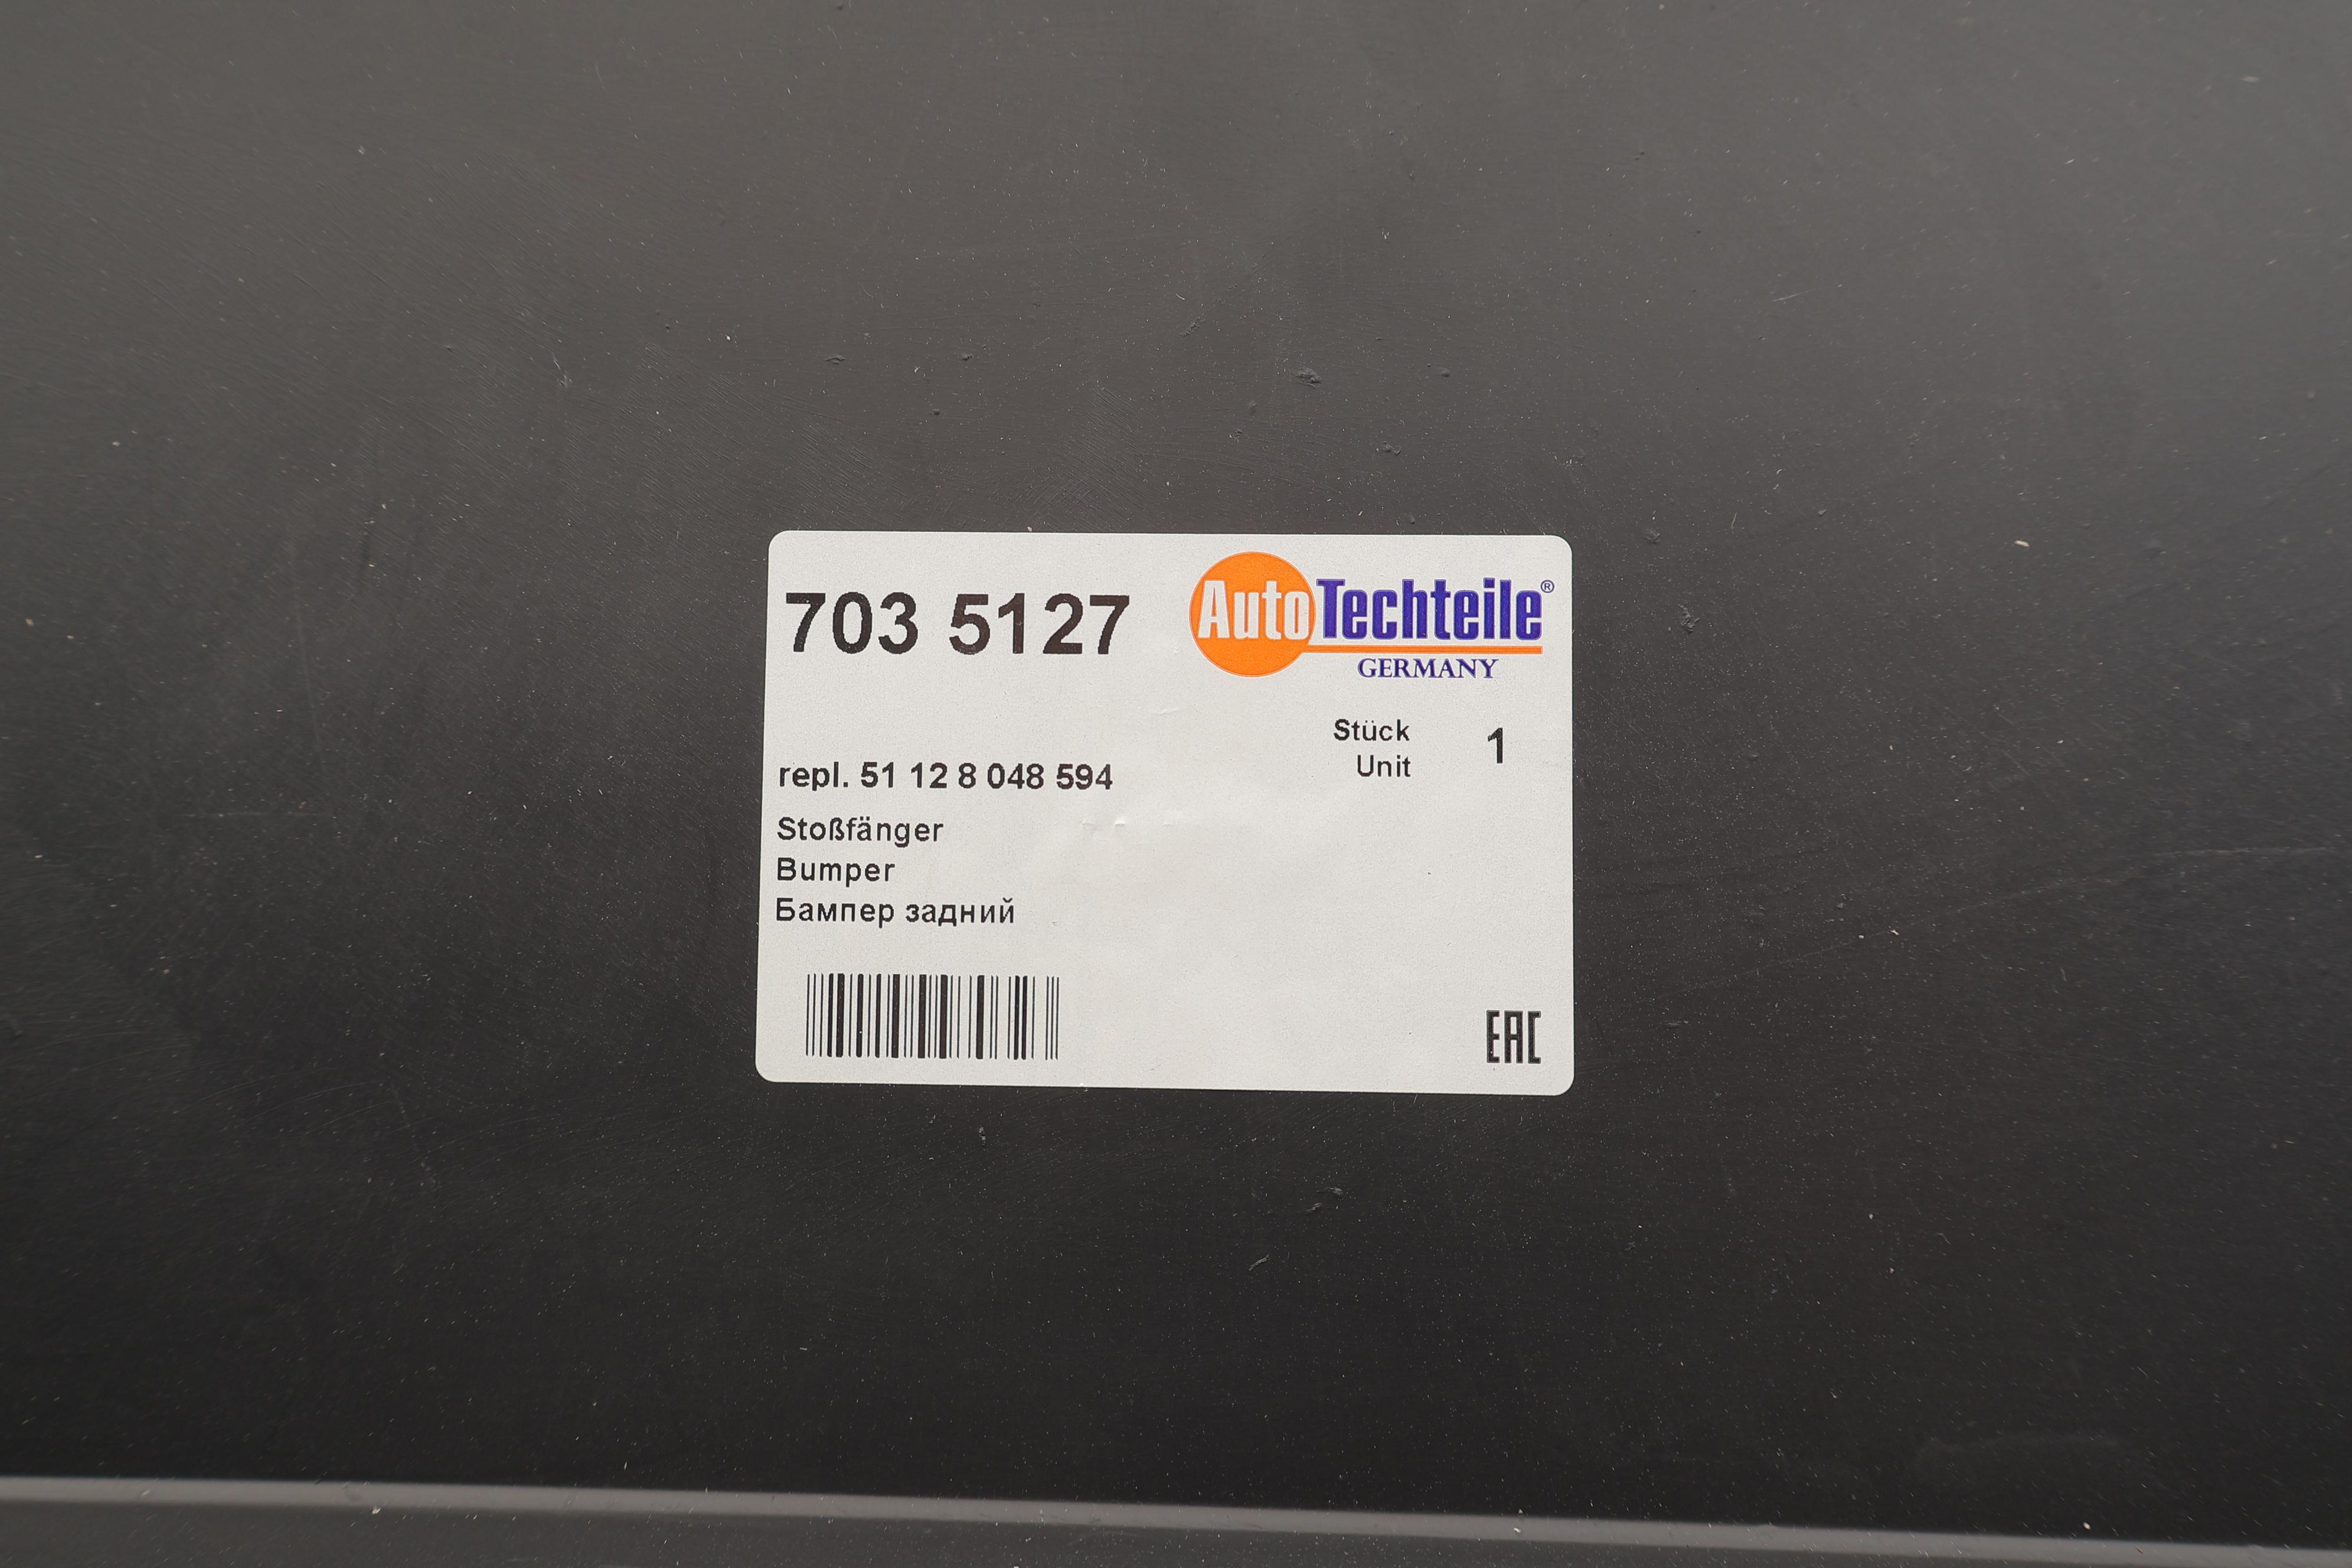 703 5127
AutoTechteile®
GERMANY
Stück 1
Unit
repl. 51 12 8 048 594
Stoßfänger
Bumper
Бампер задний
EAC